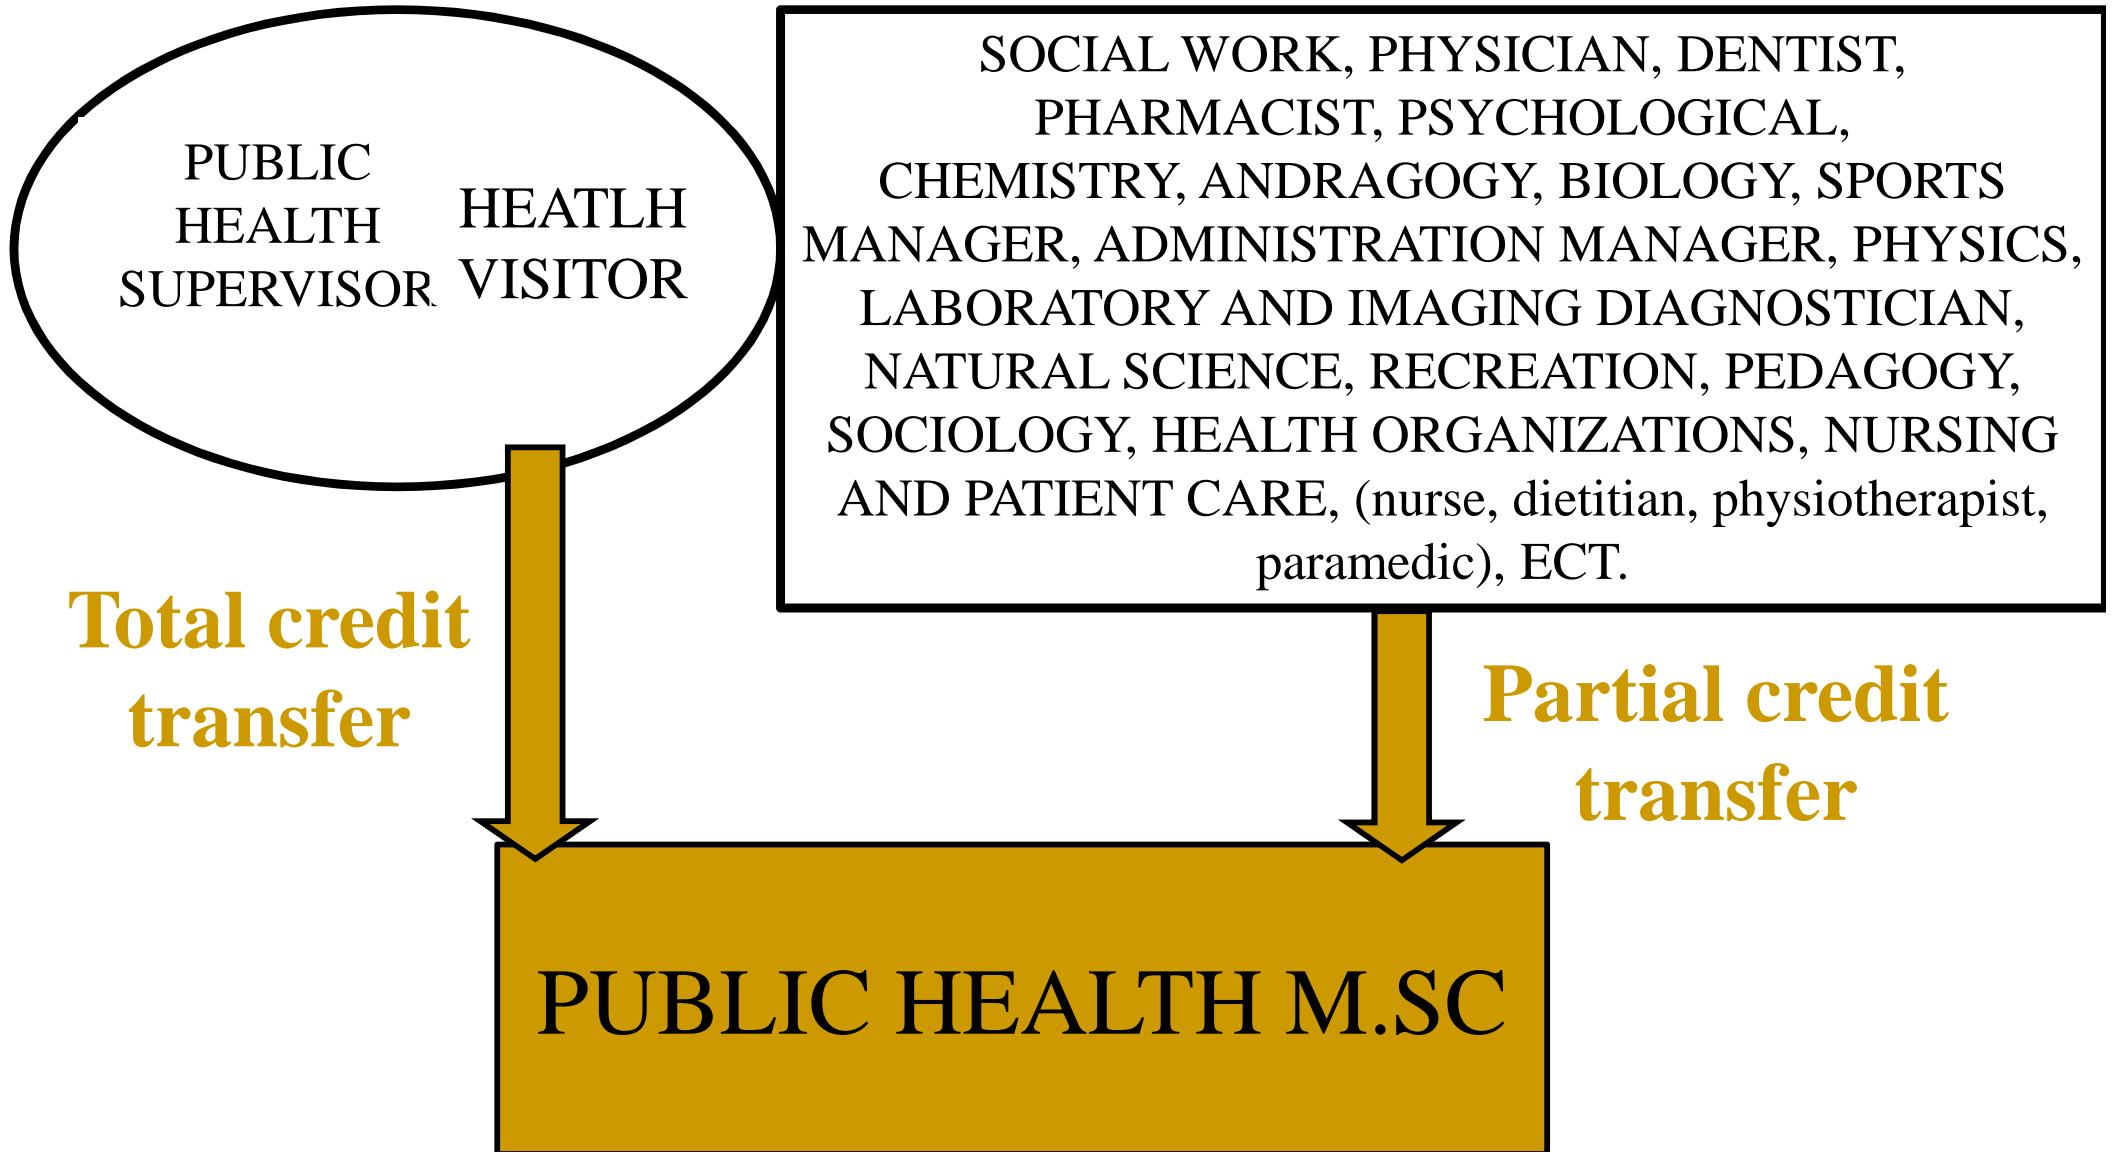 PUBLIC
HEALTH
SUPERVISOR
HEATLH
VISITOR
SOCIAL WORK, PHYSICIAN, DENTIST,
PHARMACIST, PSYCHOLOGICAL,
CHEMISTRY, ANDRAGOGY, BIOLOGY, SPORTS
MANAGER, ADMINISTRATION MANAGER, PHYSICS,
LABORATORY AND IMAGING DIAGNOSTICIAN,
NATURAL SCIENCE, RECREATION, PEDAGOGY,
SOCIOLOGY, HEALTH ORGANIZATIONS, NURSING
AND PATIENT CARE, (nurse, dietitian, physiotherapist,
paramedic), ECT.
Total credit
transfer
Partial credit
transfer
PUBLIC HEALTH M.SC